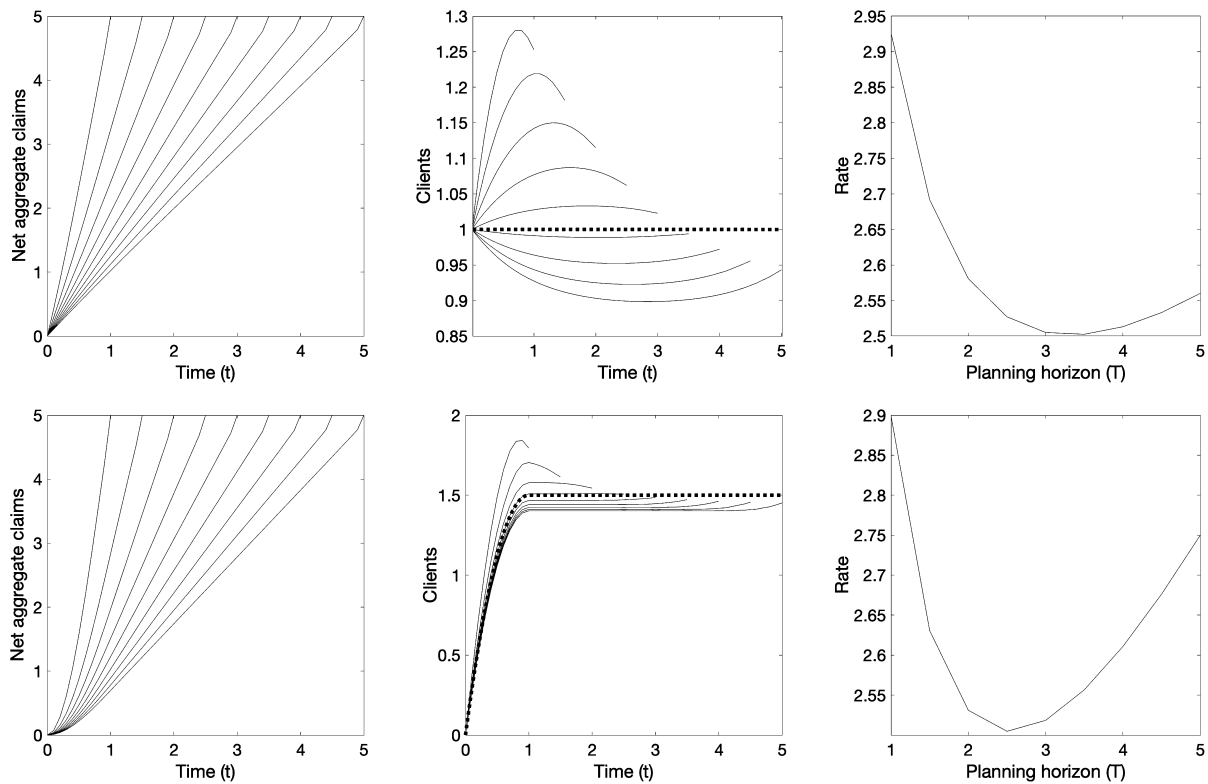 5
4
3
2
1
0
0 1 2 3 4 5
Net aggregate claims
Time (t)
1.3
1.25
1.2
1.15
1.1
1.05
1
0.95
0.9
0.85
1 2 3 4 5
Clients
Time (t)
2.95
2.9
2.85
2.8
2.75
2.7
2.65
2.6
2.55
2.5
1 2 3 4 5
Rate
Planning horizon (T)
5
4
3
2
1
0
0 1 2 3 4 5
Net aggregate claims
Time (t)
2
1.5
1
0.5
0
0 1 2 3 4 5
Clients
Time (t)
2.9
2.85
2.8
2.75
2.7
2.65
2.6
2.55
1 2 3 4 5
Rate
Planning horizon (T)